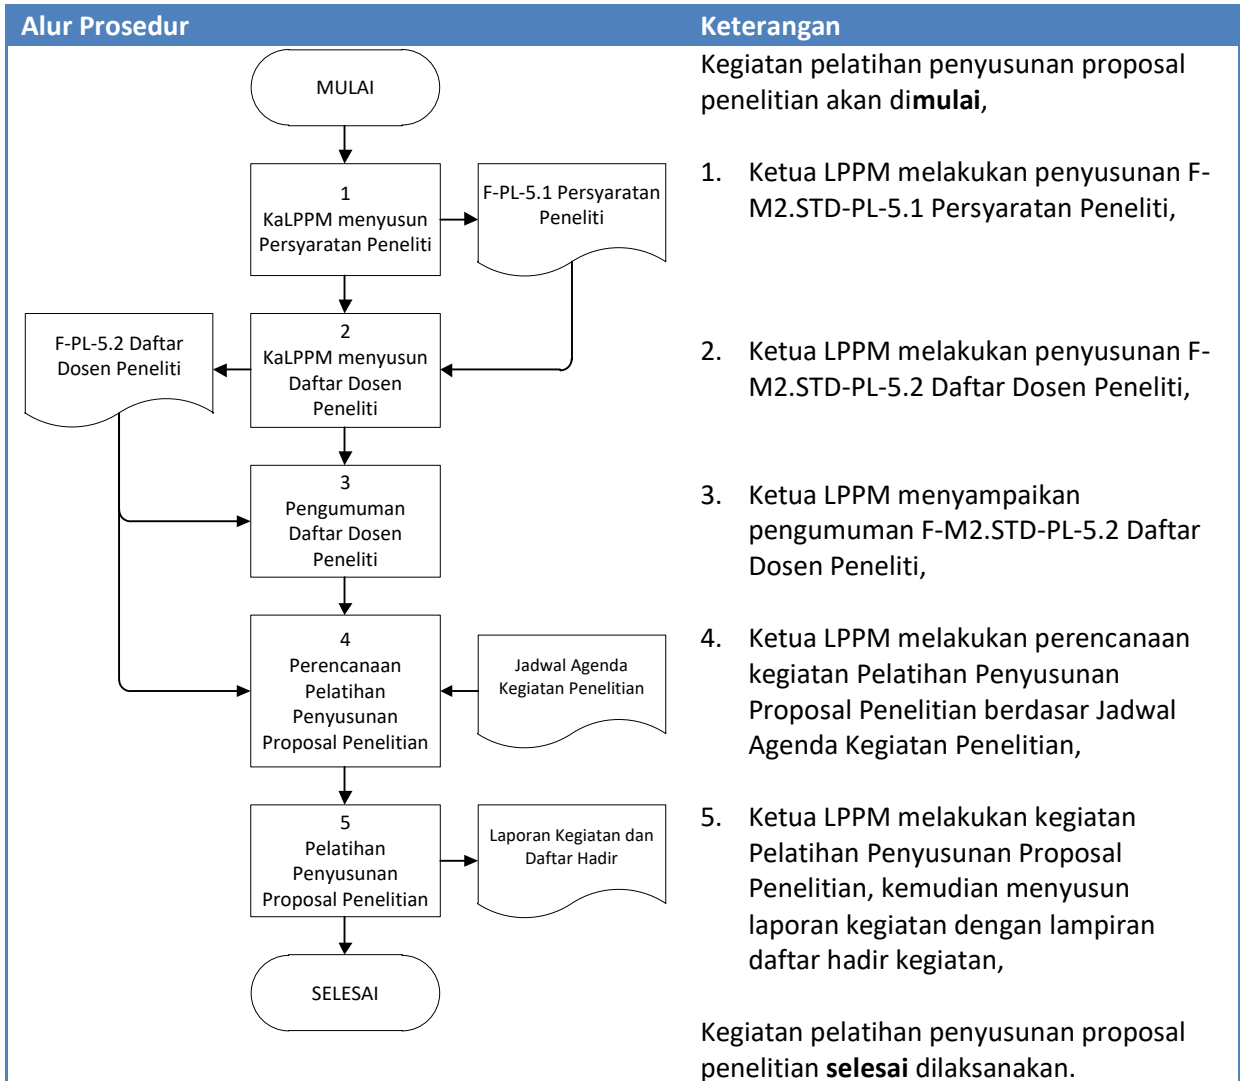 Alur Prosedur
Keterangan
MULAI
1
KaLPPM menyusun
Persyaratan Peneliti
F-PL-5.1 Persyaratan
Peneliti
F-PL-5.2 Daftar
Dosen Peneliti
2
KaLPPM menyusun
Daftar Dosen
Peneliti
3
Pengumuman
Daftar Dosen
Peneliti
4
Perencanaan
Pelatihan
Penyusunan
Proposal Penelitian
Jadwal Agenda
Kegiatan Penelitian
5
Pelatihan
Penyusunan
Proposal Penelitian
Laporan Kegiatan dan
Daftar Hadir
SELESAI
Kegiatan pelatihan penyusunan proposal
penelitian akan dimulai,
1. Ketua LPPM melakukan penyusunan F-
M2.STD-PL-5.1 Persyaratan Peneliti,
2. Ketua LPPM melakukan penyusunan F-
M2.STD-PL-5.2 Daftar Dosen Peneliti,
3. Ketua LPPM menyampaikan
pengumuman F-M2.STD-PL-5.2 Daftar
Dosen Peneliti,
4. Ketua LPPM melakukan perencanaan
kegiatan Pelatihan Penyusunan
Proposal Penelitian berdasar Jadwal
Agenda Kegiatan Penelitian,
5. Ketua LPPM melakukan kegiatan
Pelatihan Penyusunan Proposal
Penelitian, kemudian menyusun
laporan kegiatan dengan lampiran
daftar hadir kegiatan,
Kegiatan pelatihan penyusunan proposal
penelitian selesai dilaksanakan.